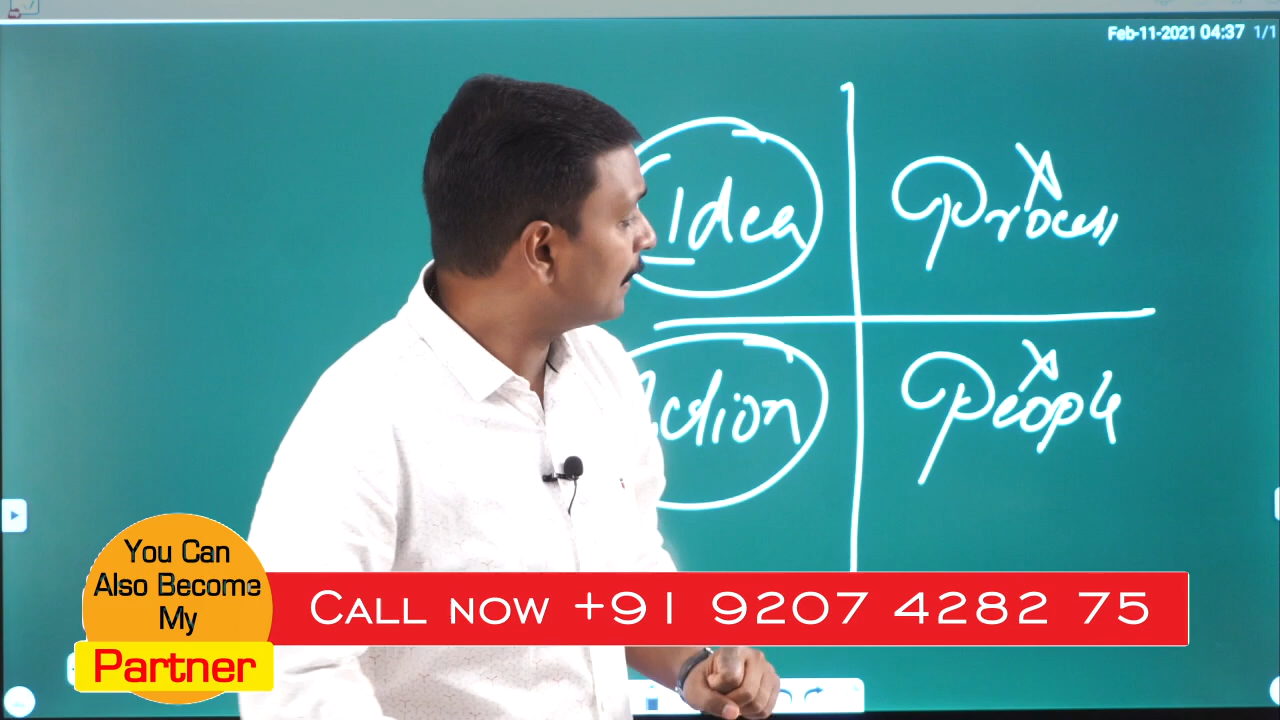 Feb-11-2021 04:37 1/1
Idea
Process
Action
People
You Can
Also Become
My
Partner
Call now +91 9207 4282 75